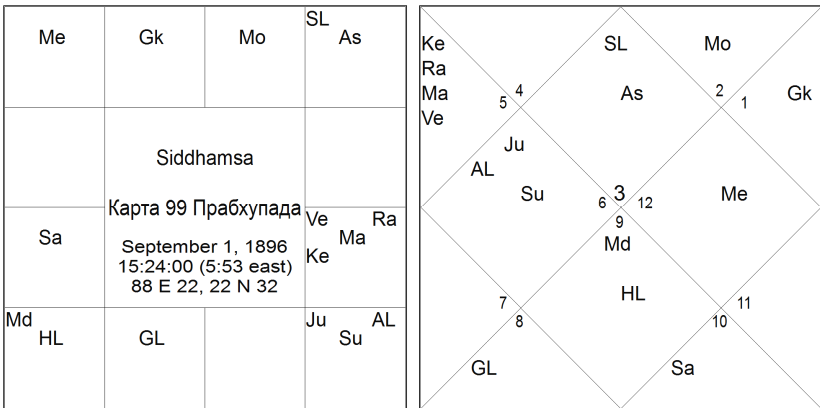 SL
Me Gk Mo As
Siddhamsa
Карта 99 Прабхупада
Ve Ra
Sa Ma
Ke
September 1, 1896
15:24:00 (5:53 east)
88 E 22, 22 N 32
Md Ju AL
HL GL Su
Ke SL Mo
Ra
Ma As Gk
Ve
4 5 2 1
Ju
AL
Su 3 Me
6 12
9
Md
HL
7 8 11 10
GL Sa